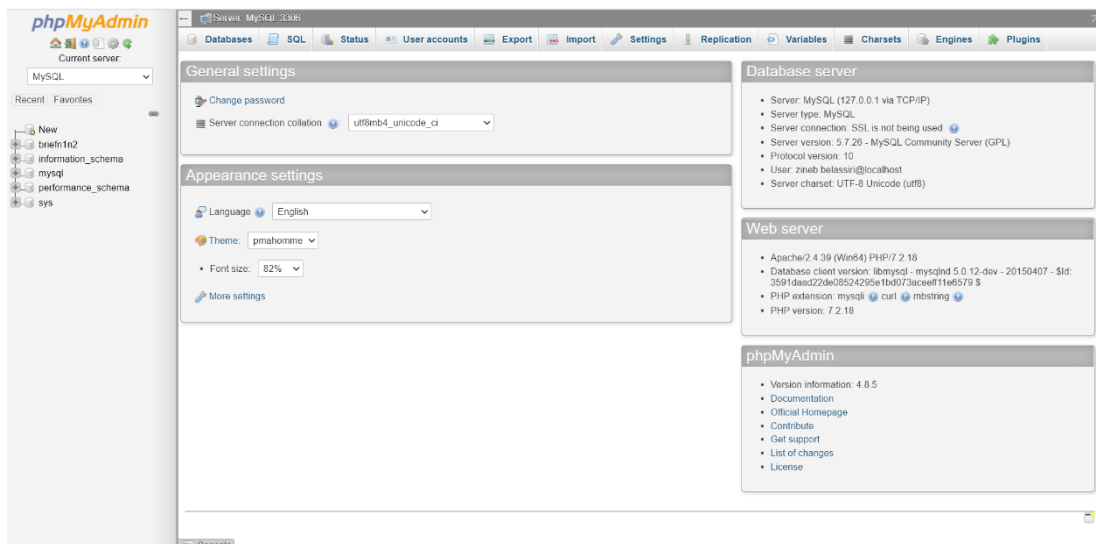 phpMyAdmin
Current server:
MySQL
Recent Favorites
New
briefn1n2
information_schema
mysql
performance_schema
sys
Server: MySQL:3306
Databases SQL Status User accounts Export Import Settings Replication Variables Charsets Engines Plugins
General settings
Change password
Server connection collation : utf8mb4_unicode_ci
Appearance settings
Language English
Theme: pmahomme
Font size: 82%
More settings
Database server
Server: MySQL (127.0.0.1 via TCP/IP)
Server type: MySQL
Server connection: SSL is not being used
Server version: 5.7.26 - MySQL Community Server (GPL)
Protocol version: 10
User: zineb belassiri@localhost
Server charset: UTF-8 Unicode (utf8)
Web server
Apache/2.4.39 (Win64) PHP/7.2.18
Database client version: libmysql - mysqlnd 5.0.12-dev - 20150407 - $Id:
3591daad22de08524295e1bd073aceeff11e6579 $
PHP extension: mysqli curl mbstring
PHP version: 7.2.18
phpMyAdmin
Version information: 4.8.5
Documentation
Official Homepage
Contribute
Get support
List of changes
License
Console